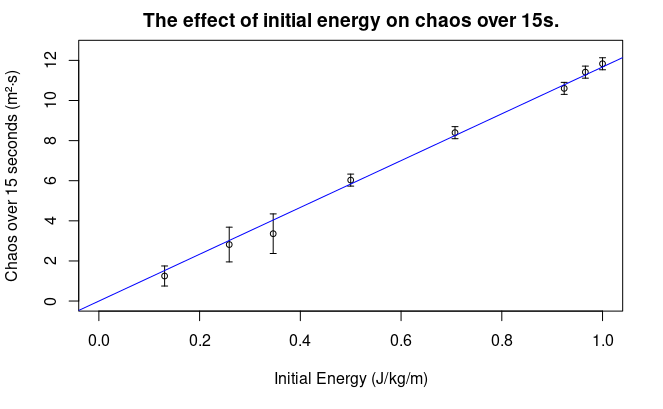 The effect of initial energy on chaos over 15s.
Chaos over 15 seconds (m²·s)
12
10
8
6
4
2
0
0.0 0.2 0.4 0.6 0.8 1.0
Initial Energy (J/kg/m)